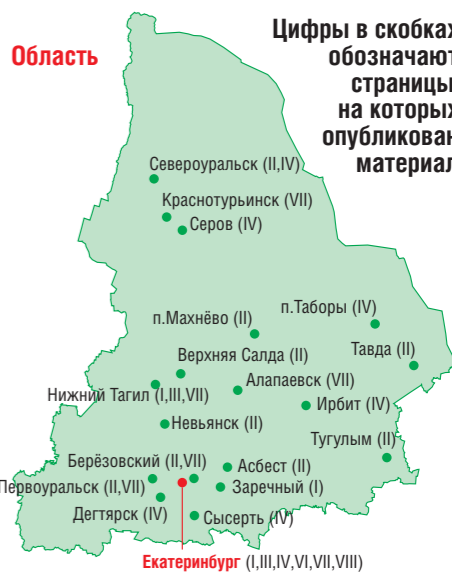 Область
Цифры в скобках
обозначают
страницы,
на которых
опубликован
материал
Североуральск (II,IV)
Краснотурьинск (VII)
Серов (IV)
п.Таборы (IV)
п.Махнёво (II)
Тавда (II)
Верхняя Салда (II)
Алапаевск (VII)
Нижний Тагил (I,III,VII)
Ирбит (IV)
Невьянск (II)
Тугулым (II)
Берёзовский (II,VII)
Асбест (II)
Первоуральск (II,VII)
Заречный (I)
Дегтярск (IV)
Сысерть (IV)
Екатеринбург (I,III,IV,VI,VII,VIII)